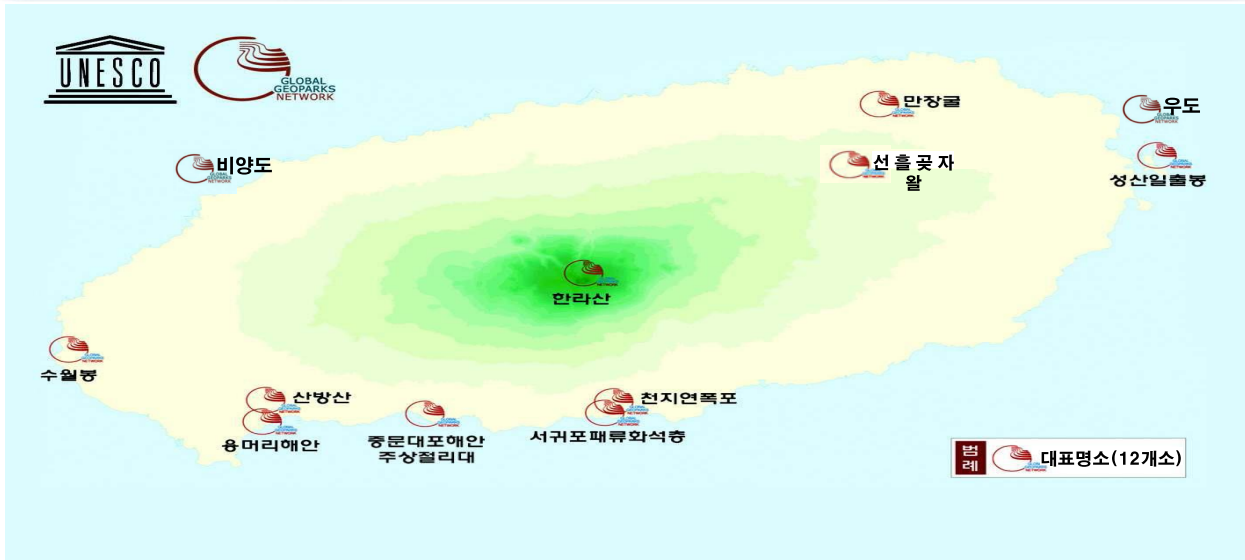 UNESCO
GLOBAL
GEOPARKS
NETWORK
만장굴
우도
비양도
선흘곶자
왈
성산일출봉
한라산
수월봉
산방산
천지연폭포
용머리해안
중문대포해안
주상절리대
서귀포패류화석층
범
례
대표명소(12개소)